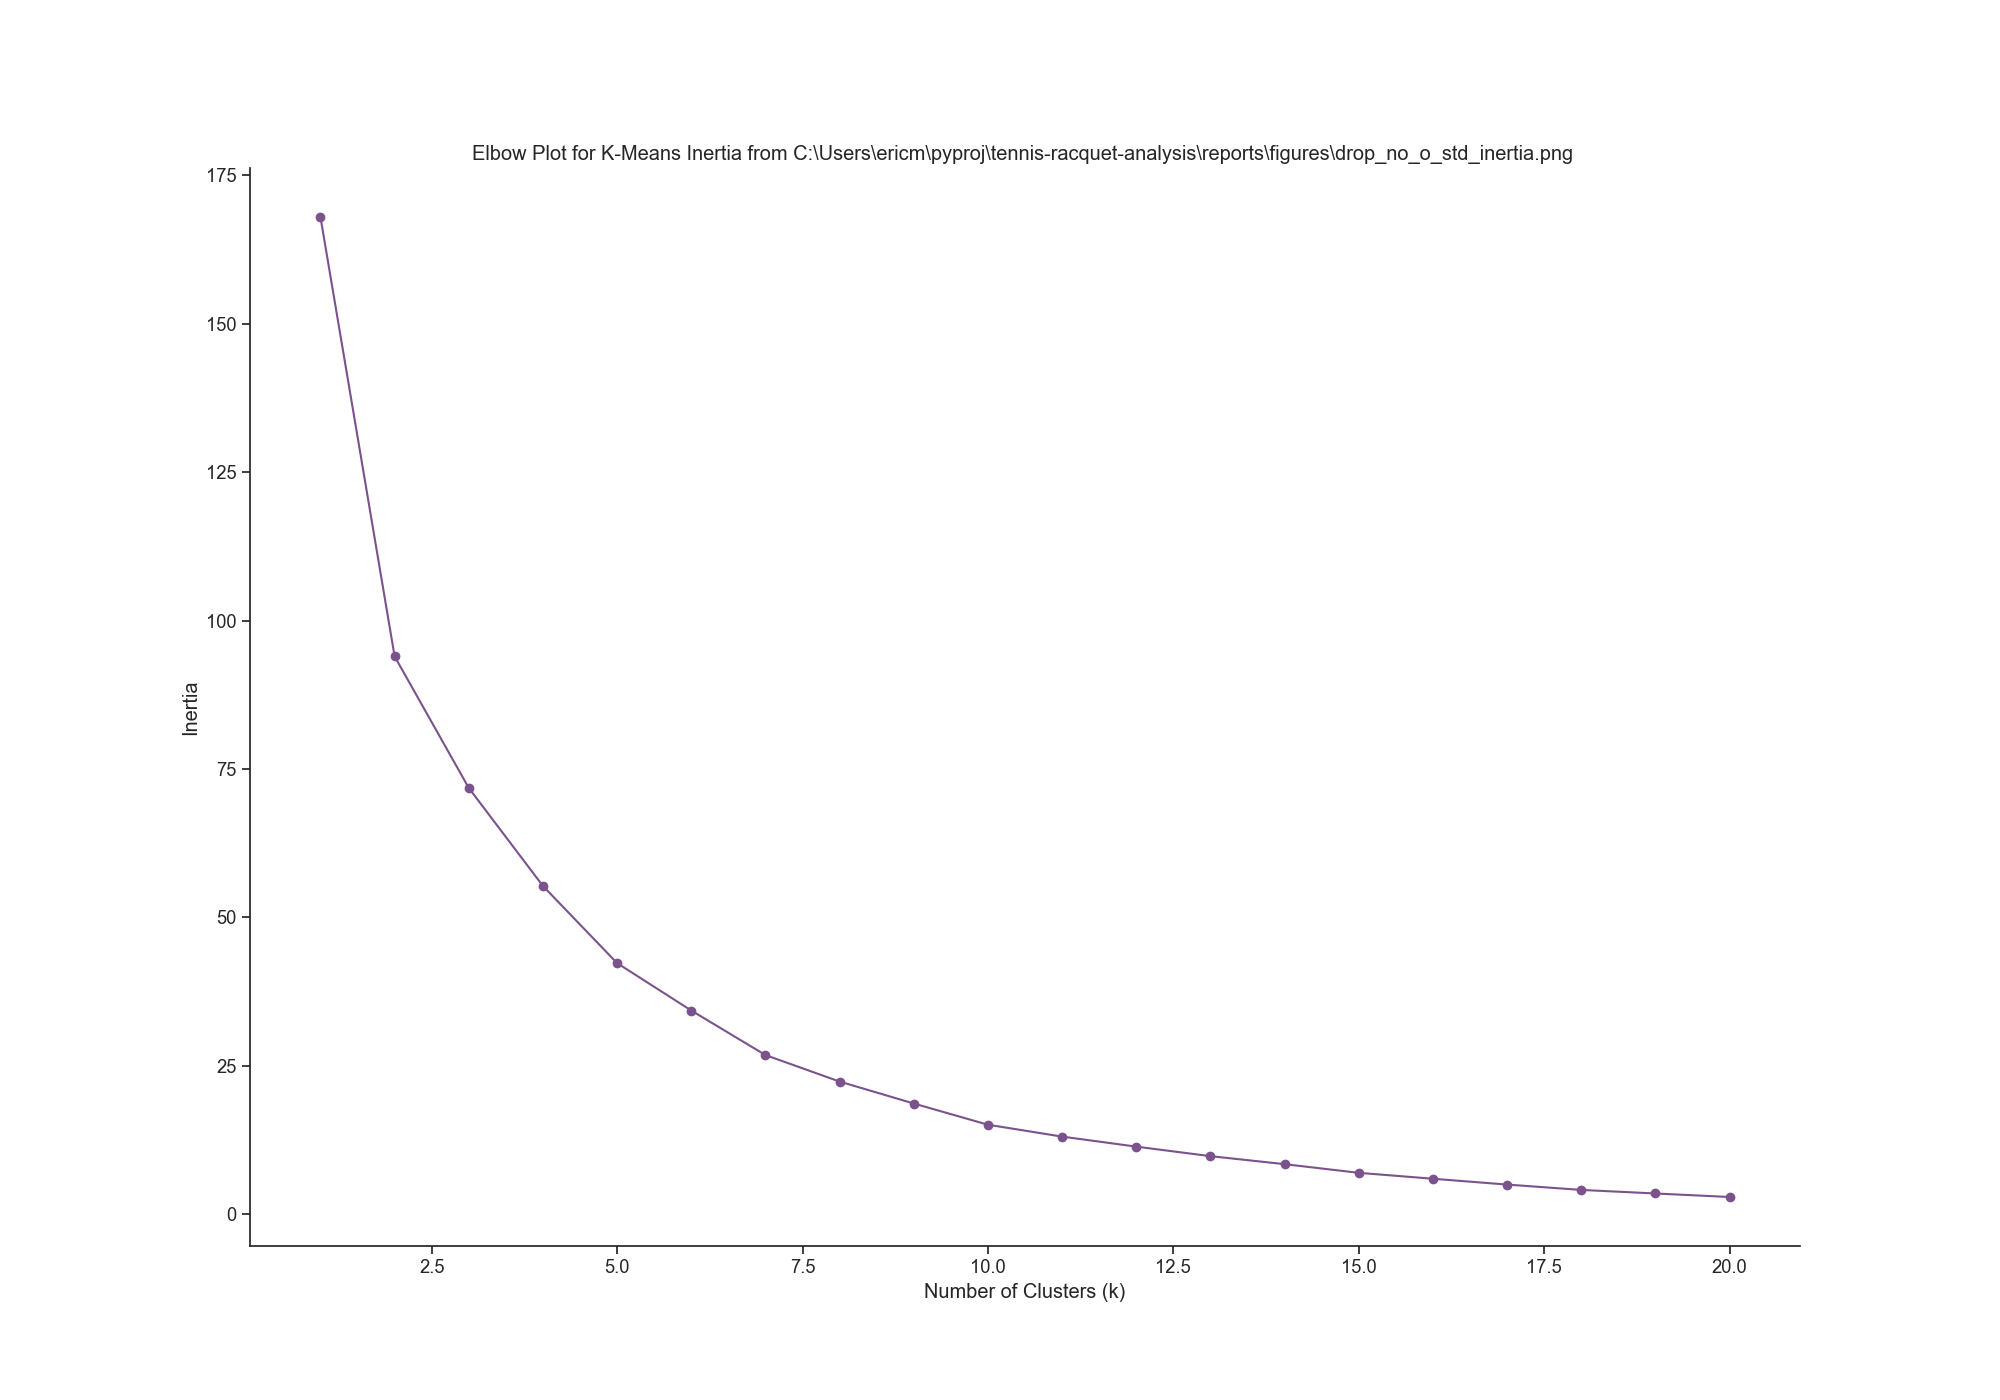 Elbow Plot for K-Means Inertia from C:\Users\ericm\pyproj\tennis-racquet-analysis\reports\figures\drop_no_o_std_inertia.png
175
150
125
100
75
50
25
0
Inertia
2.5 5.0 7.5 10.0 12.5 15.0 17.5 20.0
Number of Clusters (k)